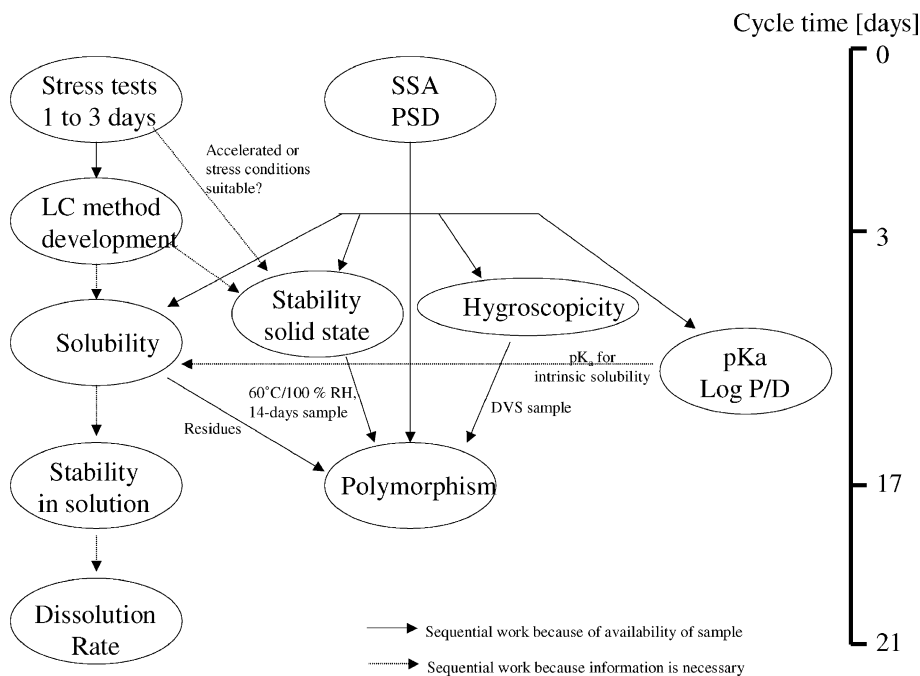 Cycle time [days]
0
Stress tests
1 to 3 days
SSA
PSD
Accelerated or
stress conditions
suitable?
LC method
development
3
Stability
solid state
Hygroscopicity
Solubility
pKa for
intrinsic solubility
pKa
Log P/D
60°C/100 % RH,
14-days sample
DVS sample
Residues
Stability
in solution
Polymorphism
17
Dissolution
Rate
Sequential work because of availability of sample
21
Sequential work because information is necessary